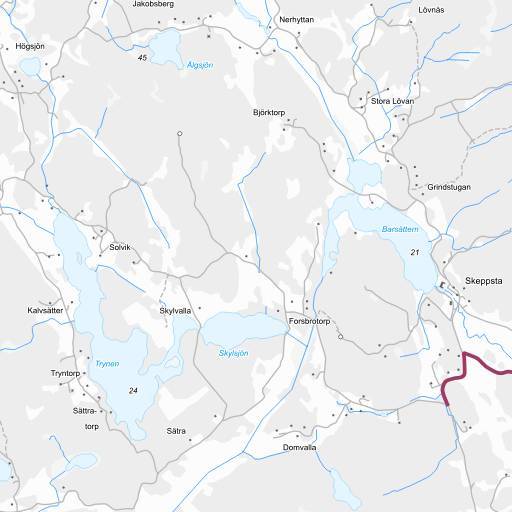 Jakobsberg
Lövnäs
Nerhyttan
Högsjön
45
Älgsjön
Stora Lövan
Björktorp
Grindstugan
Barsättern
Solvik
21
Skeppsta
Kalvsätter
Skylvalla
Forsbrotorp
Skylsjön
Trynen
Tryntorp
24
Sättra-
torp
Sätra
Domvalla